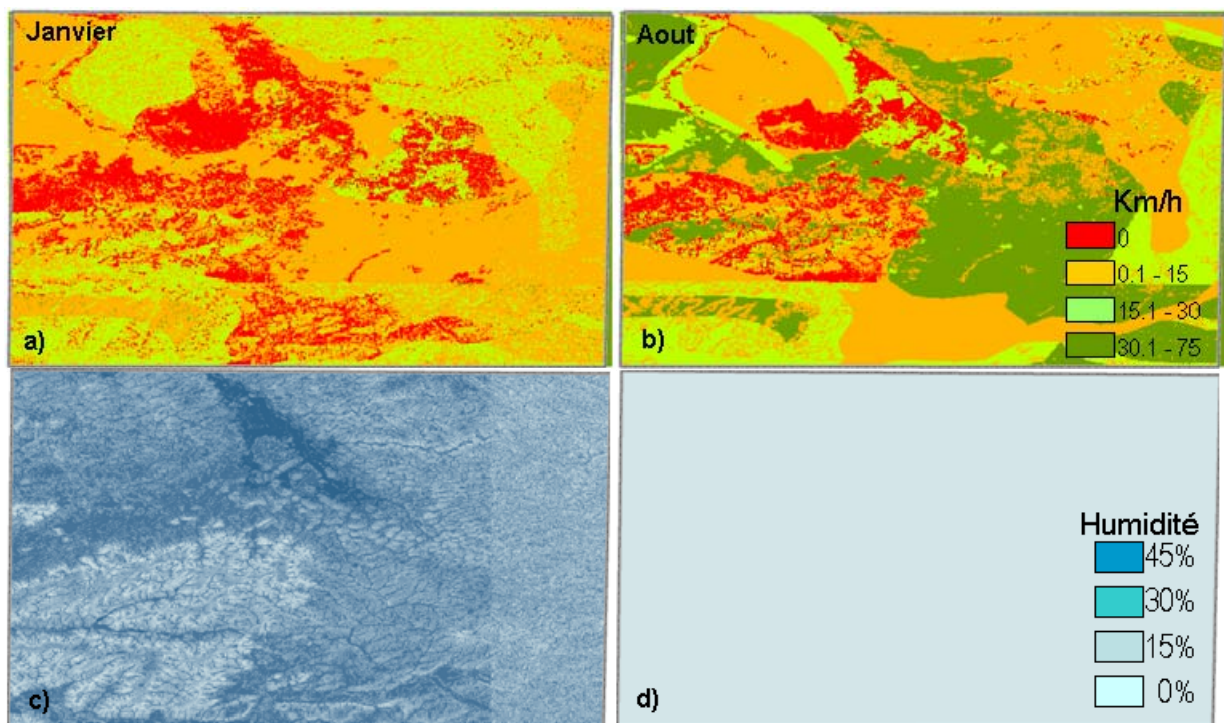 Janvier
Aout
Km/h
0
0.1 - 15
15.1 - 30
30.1 - 75
a)
b)
Humidité
45%
30%
15%
0%
c)
d)